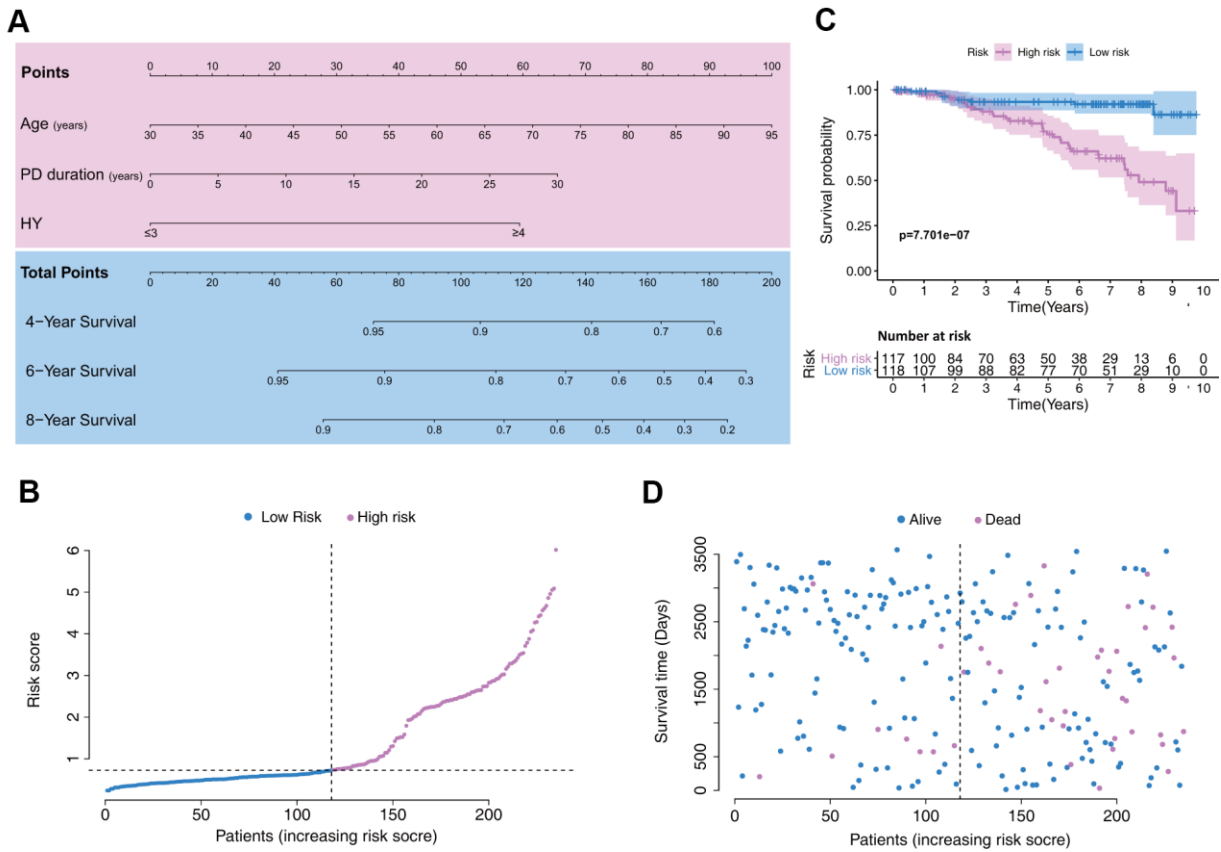 A
Points
0 10 20 30 40 50 60 70 80 90 100
Age (years)
30 35 40 45 50 55 60 65 70 75 80 85 90 95
PD duration (years)
0 5 10 15 20 25 30
HY
≤3 ≥4
Total Points
0 20 40 60 80 100 120 140 160 180 200
4−Year Survival
0.95 0.9 0.8 0.7 0.6
6−Year Survival
0.95 0.9 0.8 0.7 0.6 0.5 0.4 0.3
8−Year Survival
0.9 0.8 0.7 0.6 0.5 0.4 0.3 0.2
C
Risk High risk Low risk
Survival probability
1.00
0.75
0.50
0.25
0.00
p=7.701e−07
0 1 2 3 4 5 6 7 8 9 10
Time(Years)
Number at risk
Risk
High risk 117 100 84 70 63 50 38 29 13 6 0
Low risk 118 107 99 88 82 77 70 51 29 10 0
0 1 2 3 4 5 6 7 8 9 10
Time(Years)
B
Low Risk High risk
Risk score
6
5
4
3
2
1
0 50 100 150 200
Patients (increasing risk socre)
D
Alive Dead
Survival time (Days)
3500
2500
1500
500
0
0 50 100 150 200
Patients (increasing risk socre)